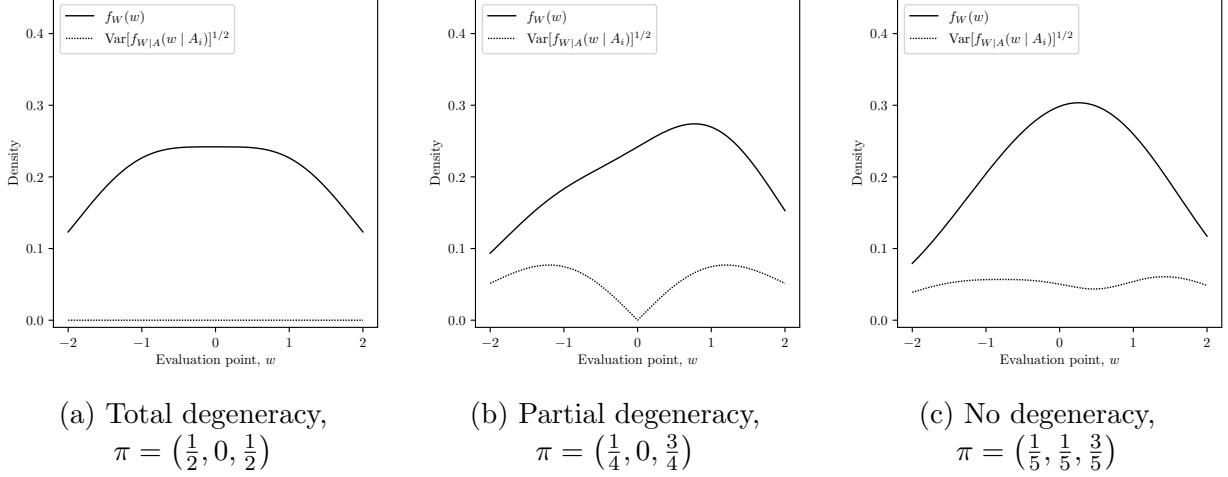 f_W(w)
Var[f_{W|A}(w | A_i)]^{1/2}
0.4
0.3
0.2
0.1
0.0
Density
−2 −1 0 1 2
Evaluation point, w
(a) Total degeneracy,
π = (1/2, 0, 1/2)
f_W(w)
Var[f_{W|A}(w | A_i)]^{1/2}
0.4
0.3
0.2
0.1
0.0
Density
−2 −1 0 1 2
Evaluation point, w
(b) Partial degeneracy,
π = (1/4, 0, 3/4)
f_W(w)
Var[f_{W|A}(w | A_i)]^{1/2}
0.4
0.3
0.2
0.1
0.0
Density
−2 −1 0 1 2
Evaluation point, w
(c) No degeneracy,
π = (1/5, 1/5, 3/5)